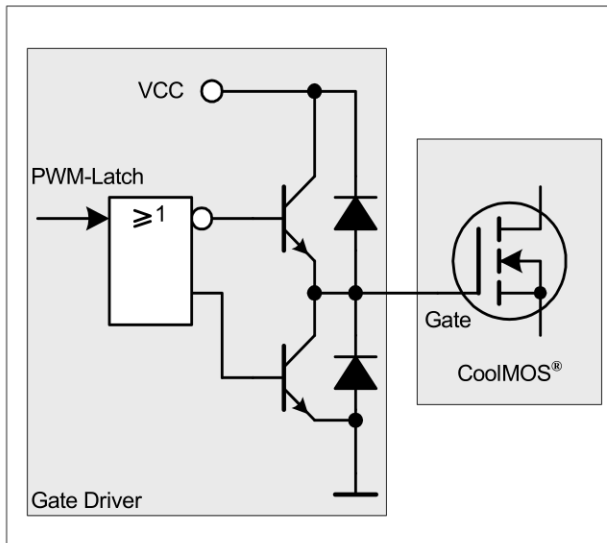 VCC
PWM-Latch
≥1
Gate
CoolMOS®
Gate Driver